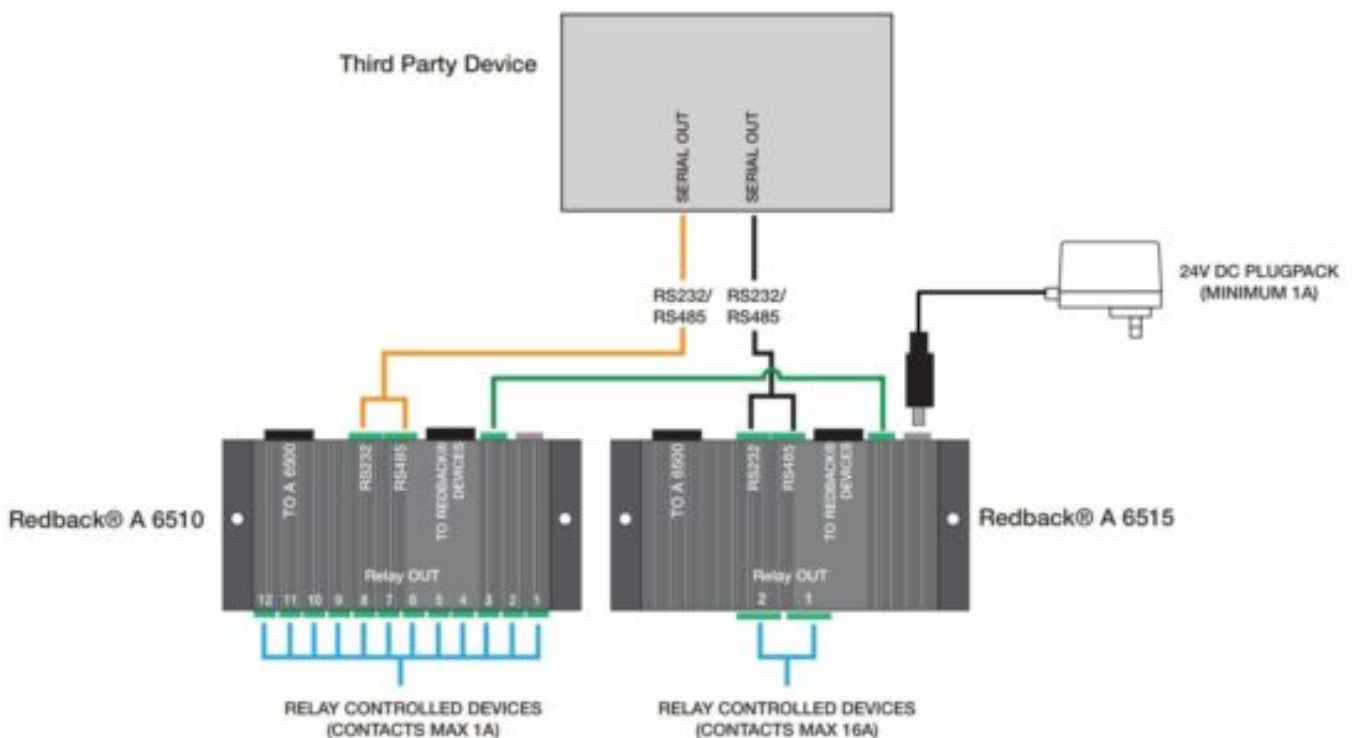 Third Party Device
SERIAL OUT
SERIAL OUT
24V DC PLUGPACK
(MINIMUM 1A)
RS232/
RS485
RS232/
RS485
Redback® A 6510
TO A 6500
RS232
RS485
TO REDBACK®
DEVICES
Relay OUT
12 11 10 9 8 7 6 5 4 3 2 1
RELAY CONTROLLED DEVICES
(CONTACTS MAX 1A)
TO A 6500
RS232
RS485
TO REDBACK®
DEVICES
Redback® A 6515
Relay OUT
2 1
RELAY CONTROLLED DEVICES
(CONTACTS MAX 16A)